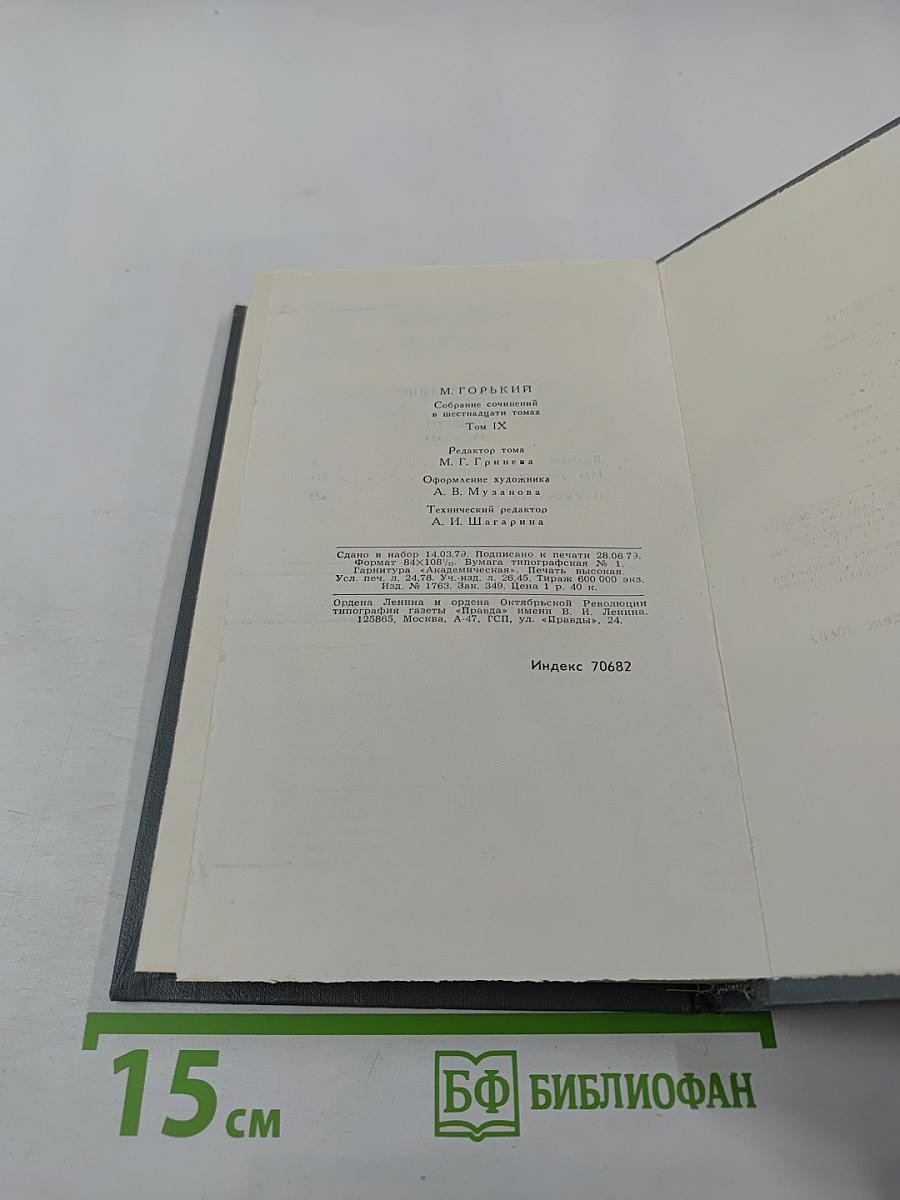 М. ГОРЬКИЙ
Собрание сочинений
в шестнадцати томах
Том IX
Редактор тома
М. Г. Гринева
Оформление художника
А. В. Музанова
Технический редактор
А. И. Шагарина
Сдано в набор 14.03.79. Подписано к печати 28.06 79.
Формат 84×108¹/₃₂. Бумага типографская № 1.
Гарнитура «Академическая». Печать высокая.
Усл. печ. л. 24,78. Уч.-изд. л. 26,45. Тираж 600 000 экз.
Изд. № 1763. Зак. 349. Цена 1 р. 40 к.
Ордена Ленина и ордена Октябрьской Революции
типография газеты «Правда» имени В. И. Ленина.
125865, Москва, А-47, ГСП, ул. «Правды», 24.
Индекс 70682
15 см
БФ БИБЛИОФАН